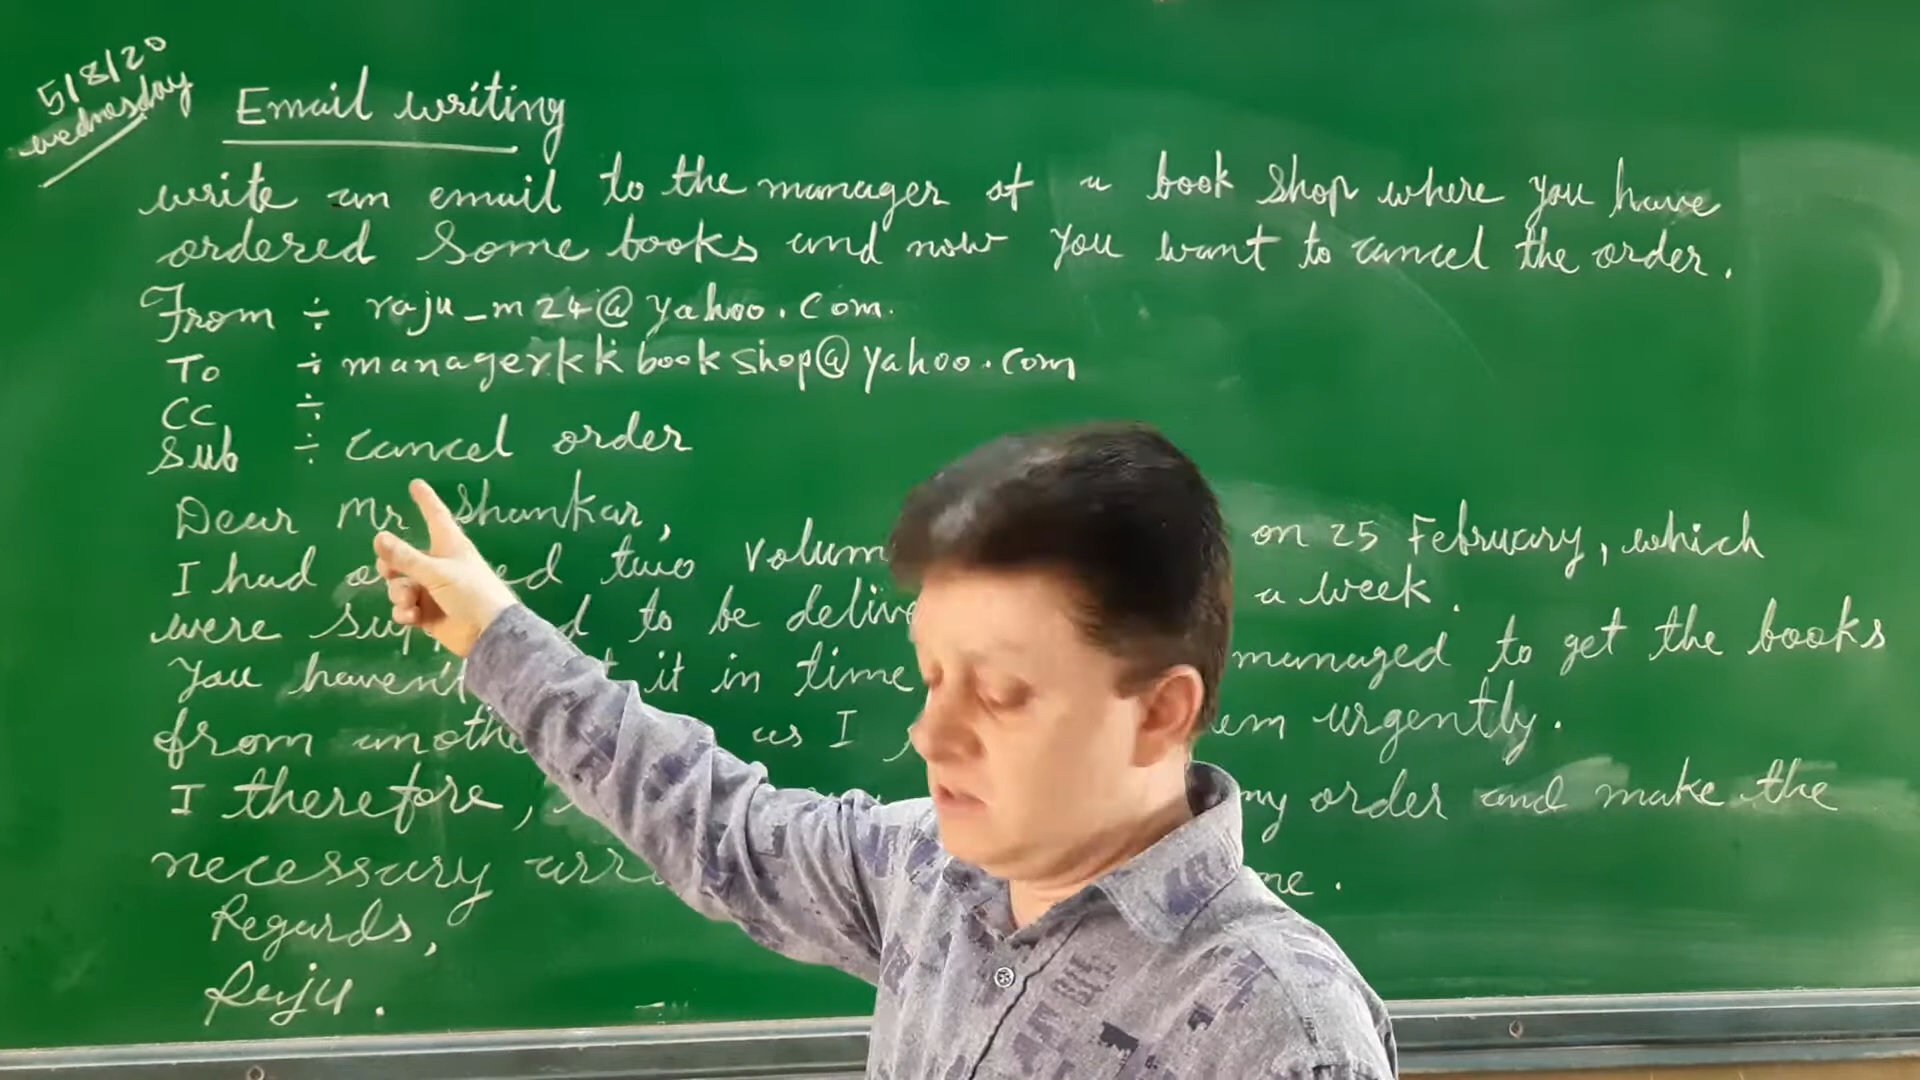 5/8/20
wednesday
Email writing
write an email to the manager of a book shop where you have
ordered some books and now you want to cancel the order.
From ÷ raju_m24@yahoo.com.
To ÷ managerkkbookshop@yahoo.com
CC ÷
Sub ÷ cancel order
Dear Mr Shankar,
I had two on 25 February, which
were to be a week.
You haven't it in time managed to get the books
from as I urgently.
I therefore, my order and make the
necessary
Regards,
Raju.